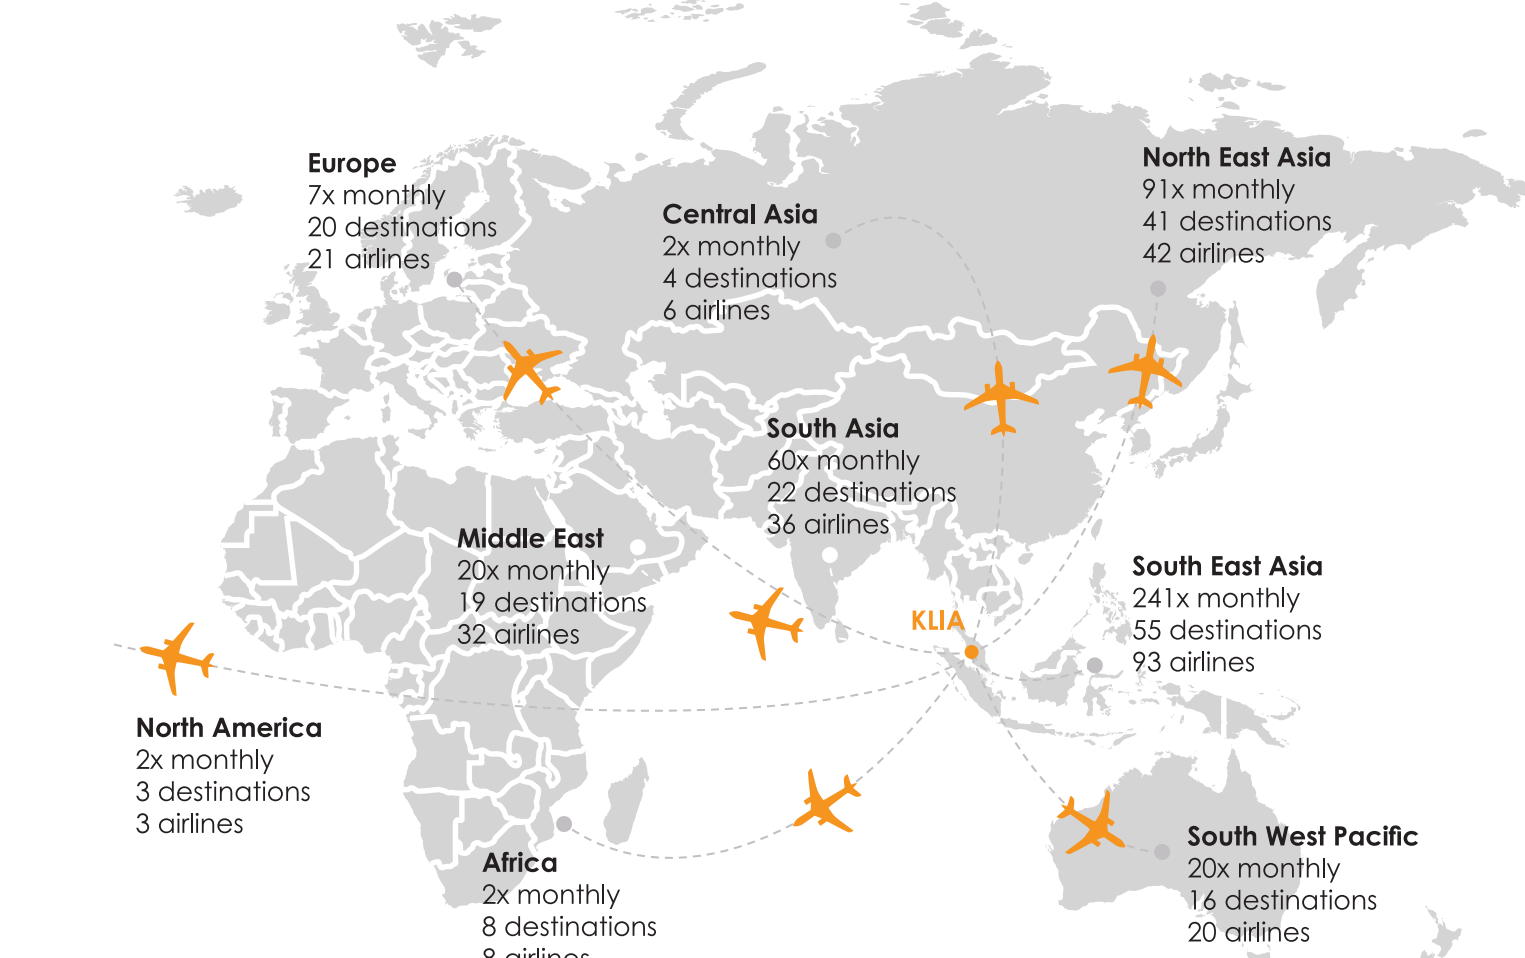 Europe
7x monthly
20 destinations
21 airlines
Central Asia
2x monthly
4 destinations
6 airlines
North East Asia
91x monthly
41 destinations
42 airlines
South Asia
60x monthly
22 destinations
36 airlines
Middle East
20x monthly
19 destinations
32 airlines
KLIA
South East Asia
241x monthly
55 destinations
93 airlines
North America
2x monthly
3 destinations
3 airlines
Africa
2x monthly
8 destinations
8 airlines
South West Pacific
20x monthly
16 destinations
20 airlines